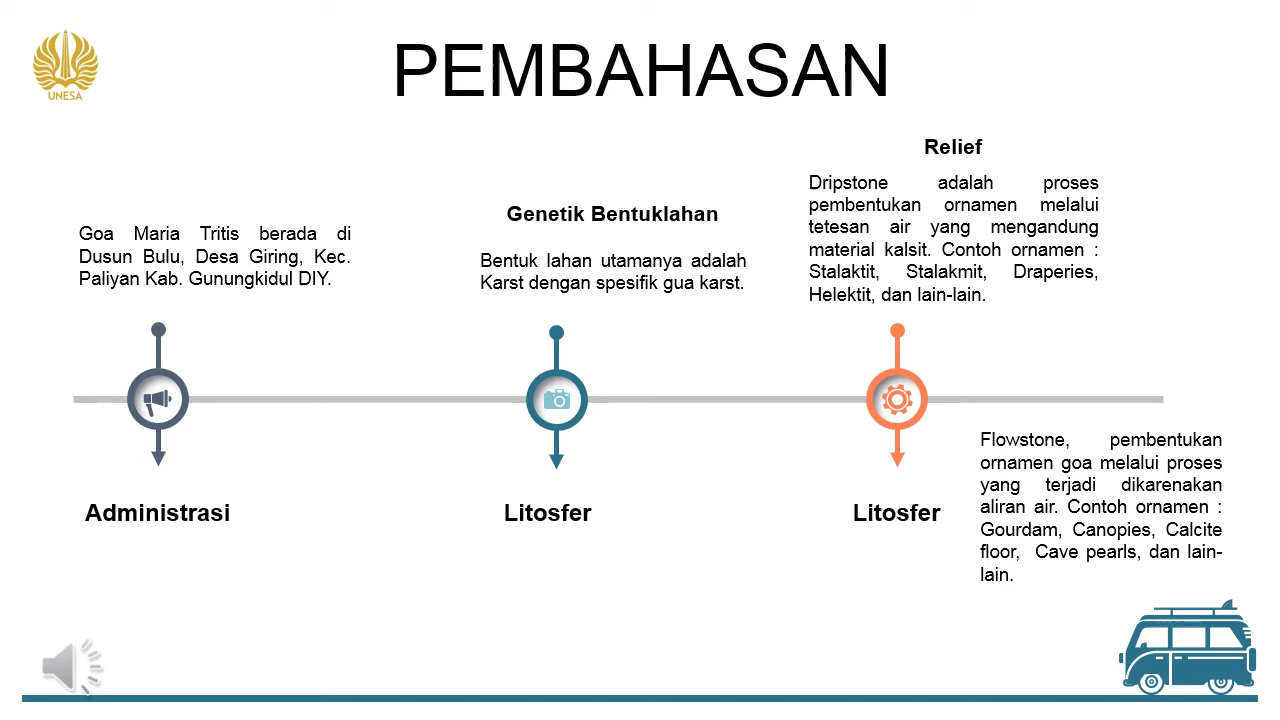 UNESA
PEMBAHASAN
Goa Maria Tritis berada di
Dusun Bulu, Desa Giring, Kec.
Paliyan Kab. Gunungkidul DIY.
Administrasi
Genetik Bentuklahan
Bentuk lahan utamanya adalah
Karst dengan spesifik gua karst.
Litosfer
Relief
Dripstone adalah proses
pembentukan ornamen melalui
tetesan air yang mengandung
material kalsit. Contoh ornamen :
Stalaktit, Stalakmit, Draperies,
Helektit, dan lain-lain.
Litosfer
Flowstone, pembentukan
ornamen goa melalui proses
yang terjadi dikarenakan
aliran air. Contoh ornamen :
Gourdam, Canopies, Calcite
floor, Cave pearls, dan lain-
lain.